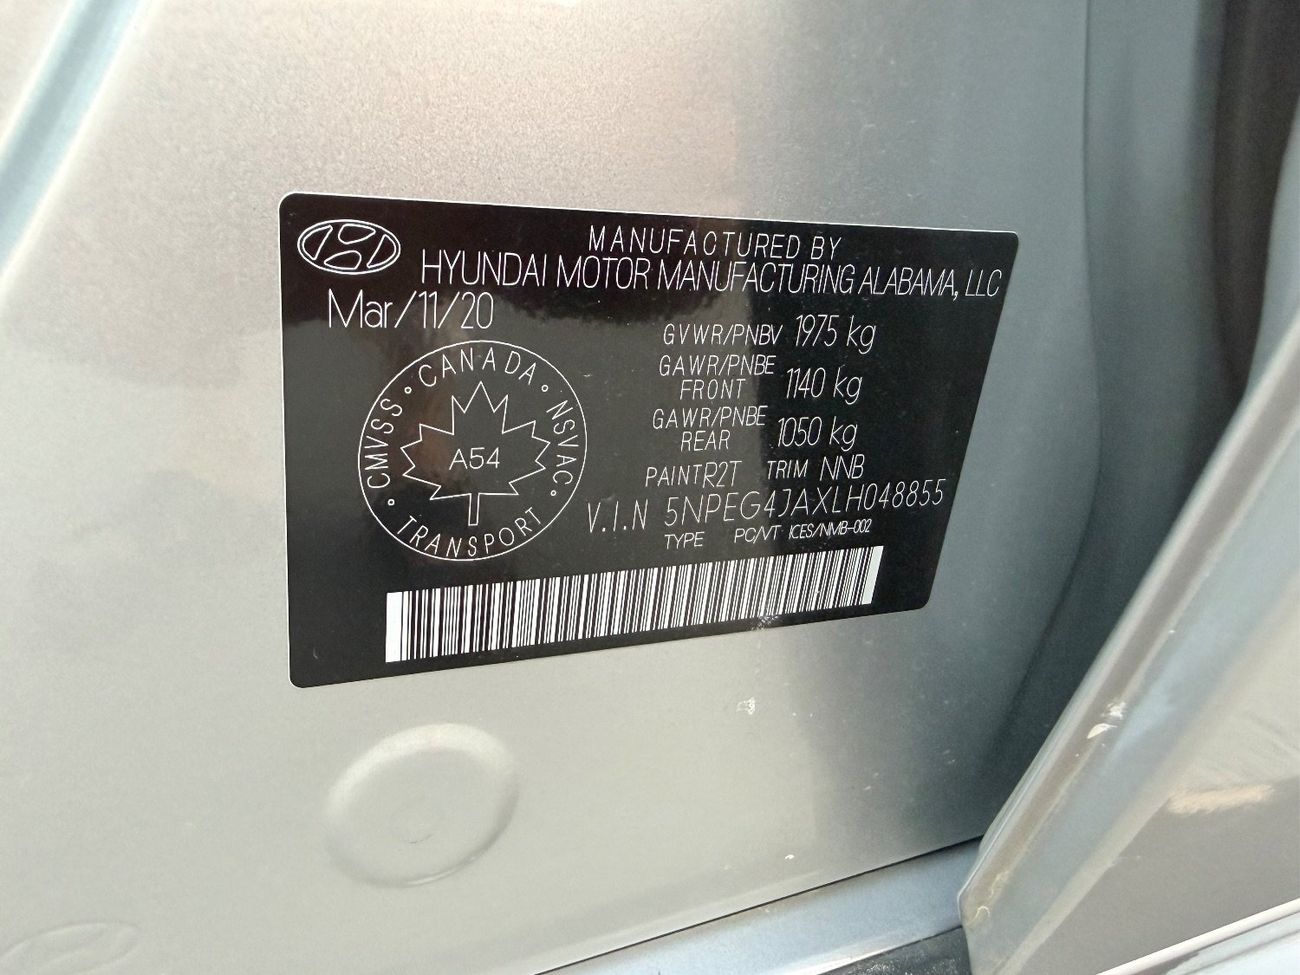 MANUFACTURED BY
HYUNDAI MOTOR MANUFACTURING ALABAMA, LLC
Mar/11/20
GVWR/PNBV 1975 kg
GAWR/PNBE FRONT 1140 kg
GAWR/PNBE REAR 1050 kg
PAINT R2T TRIM NNB
V.I.N 5NPEG4JAXLH048855
TYPE PC/VT ICES/NMB-002
CANADA
CMVSS NSVAC
A54
TRANSPORT